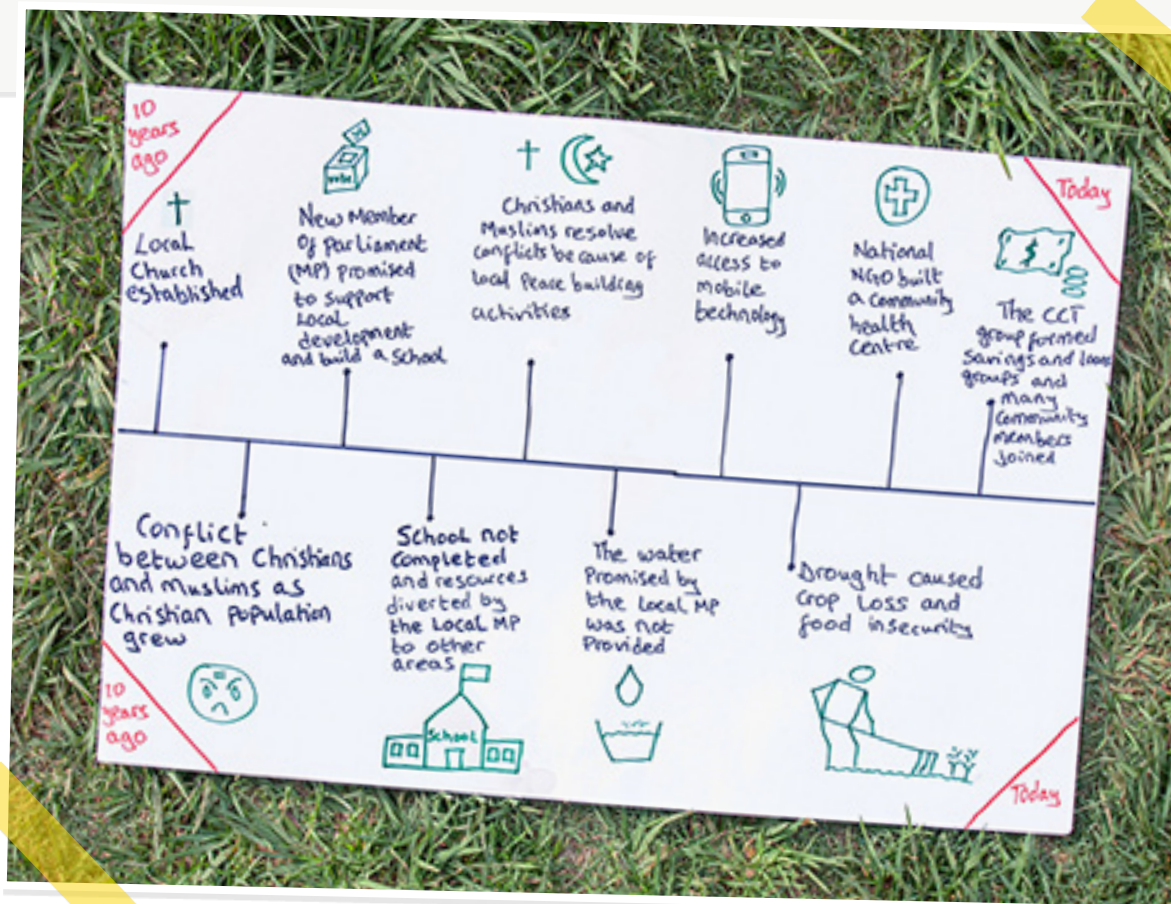 10
years
ago
Local
Church
established
vote
New Member
of parliament
(MP) promised
to support
Local
development
and build a school
Christians and
Muslims resolve
conflicts because of
local Peace building
activities
Increased
access to
mobile
technology
National
NGO built
a community
health
centre
Today
$
The CCT
group formed
Savings and loans
groups and
many
Community
members
Joined
Conflict
between Christians
and Muslims as
Christian Population
grew
10
years
ago
School not
completed
and resources
diverted by
the Local MP
to other
areas
School
The water
Promised by
the local MP
was not
Provided
Drought caused
Crop Loss and
food insecurity
Today